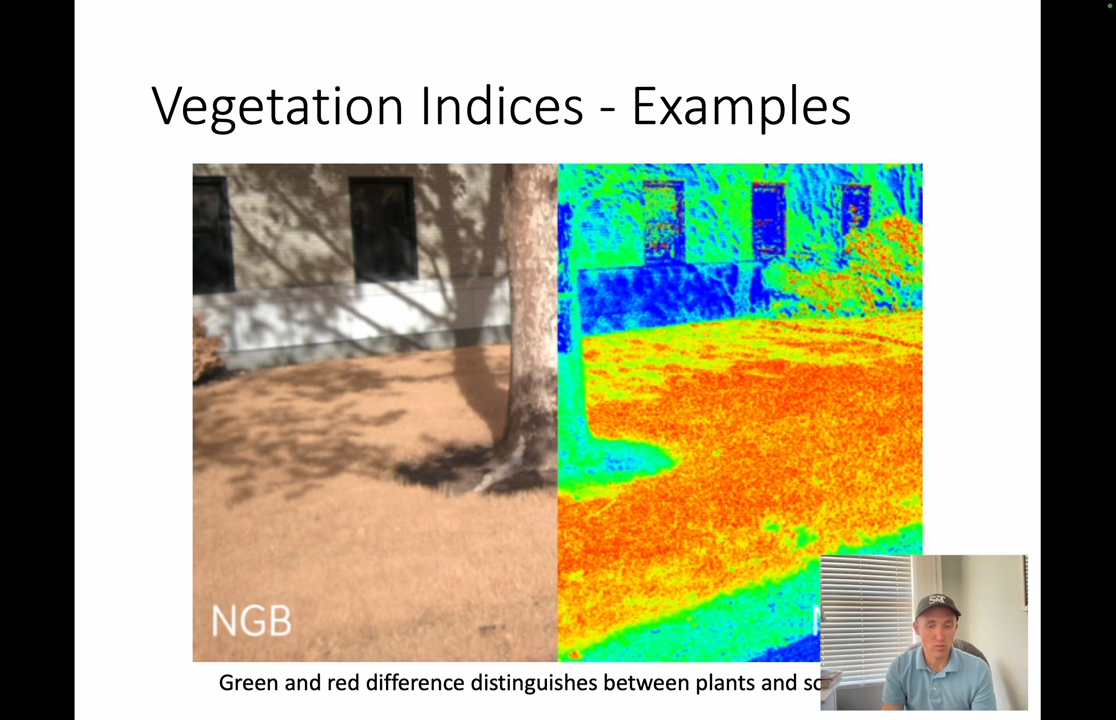 Vegetation Indices - Examples
NGB
Green and red difference distinguishes between plants and